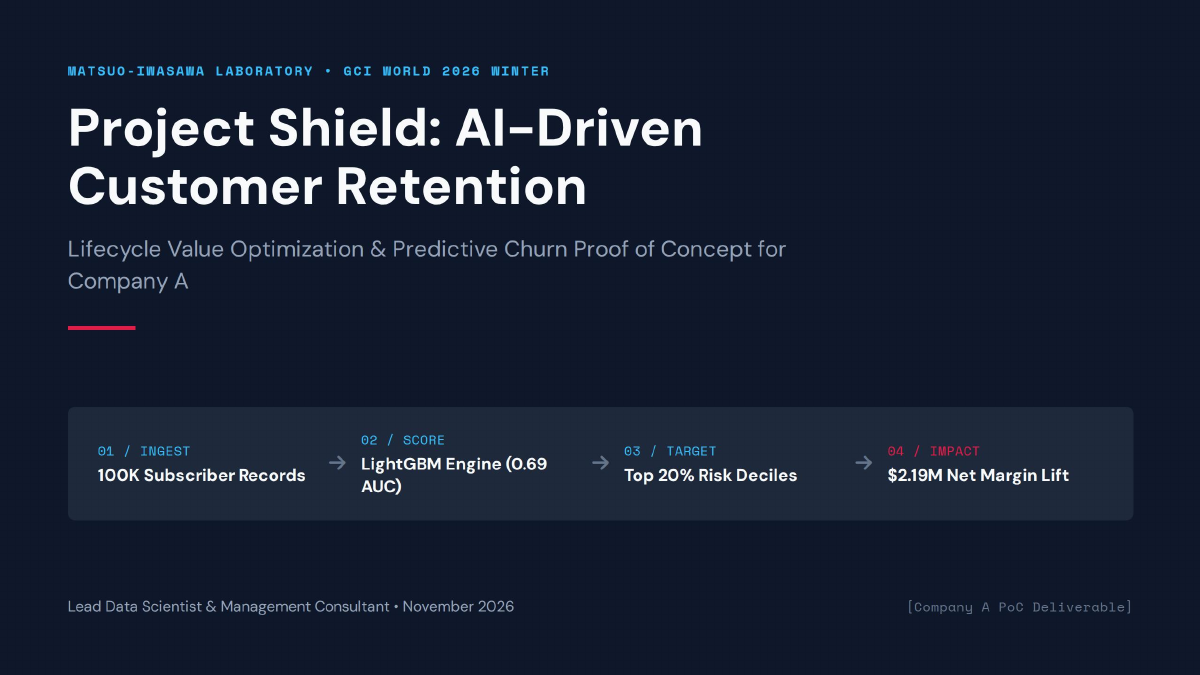 MATSUO-IWASAWA LABORATORY • GCI WORLD 2026 WINTER
Project Shield: AI-Driven
Customer Retention
Lifecycle Value Optimization & Predictive Churn Proof of Concept for
Company A
01 / INGEST
100K Subscriber Records
→
02 / SCORE
LightGBM Engine (0.69
AUC)
→
03 / TARGET
Top 20% Risk Deciles
→
04 / IMPACT
$2.19M Net Margin Lift
Lead Data Scientist & Management Consultant • November 2026
[Company A PoC Deliverable]